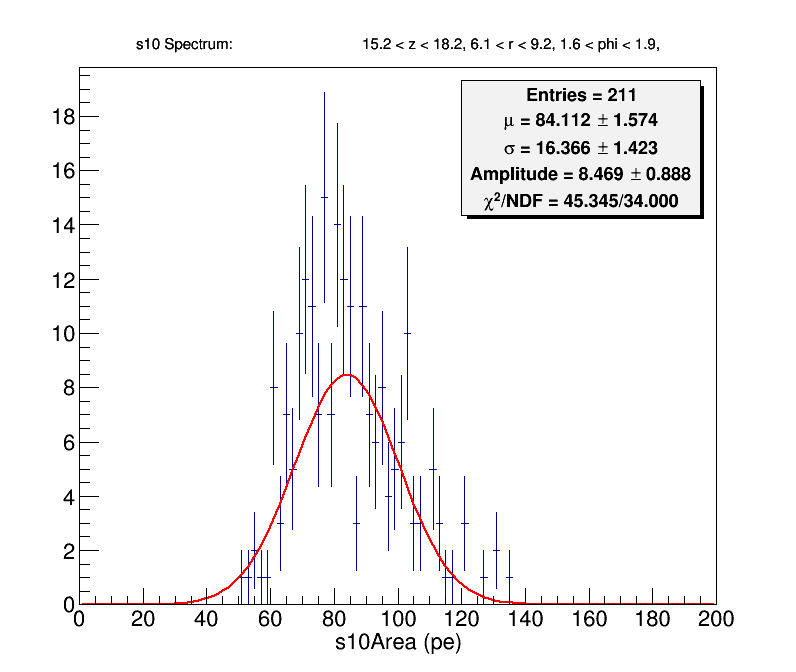 s10 Spectrum: 15.2 < z < 18.2, 6.1 < r < 9.2, 1.6 < phi < 1.9,
Entries = 211
μ = 84.112 ± 1.574
σ = 16.366 ± 1.423
Amplitude = 8.469 ± 0.888
χ²/NDF = 45.345/34.000
18
16
14
12
10
8
6
4
2
0
0 20 40 60 80 100 120 140 160 180 200
s10Area (pe)